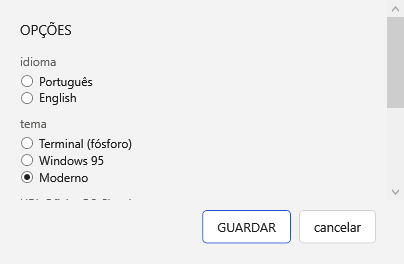 OPÇÕES
idioma
Português
English
tema
Terminal (fósforo)
Windows 95
Moderno
GUARDAR
cancelar